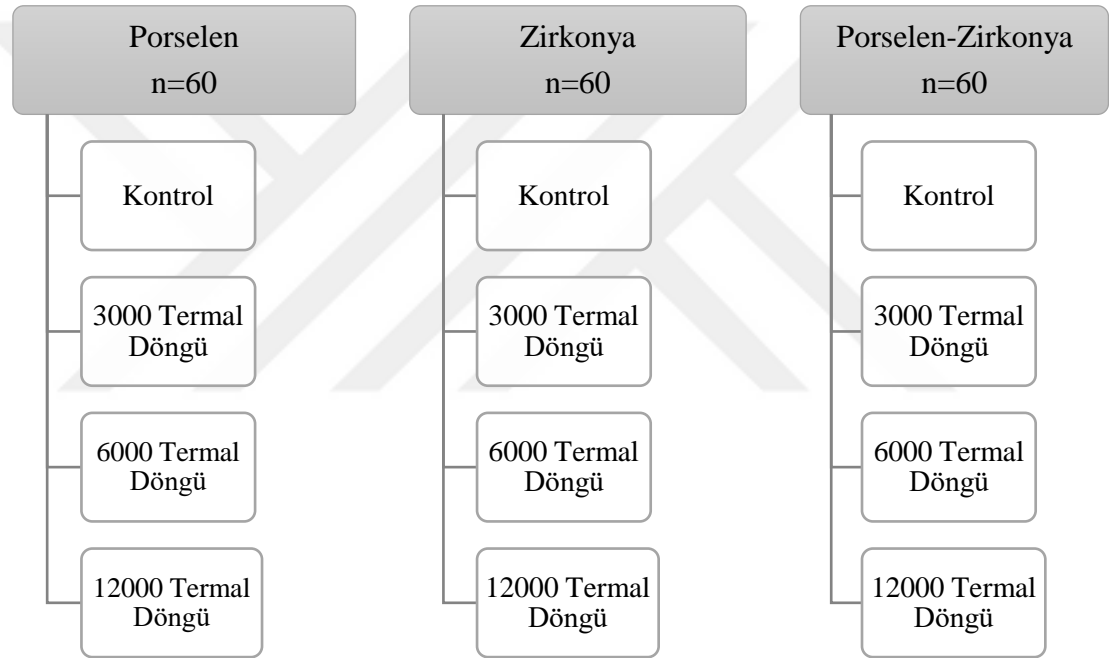 Porselen
n=60
Kontrol
3000 Termal
Döngü
6000 Termal
Döngü
12000 Termal
Döngü
Zirkonya
n=60
Kontrol
3000 Termal
Döngü
6000 Termal
Döngü
12000 Termal
Döngü
Porselen-Zirkonya
n=60
Kontrol
3000 Termal
Döngü
6000 Termal
Döngü
12000 Termal
Döngü